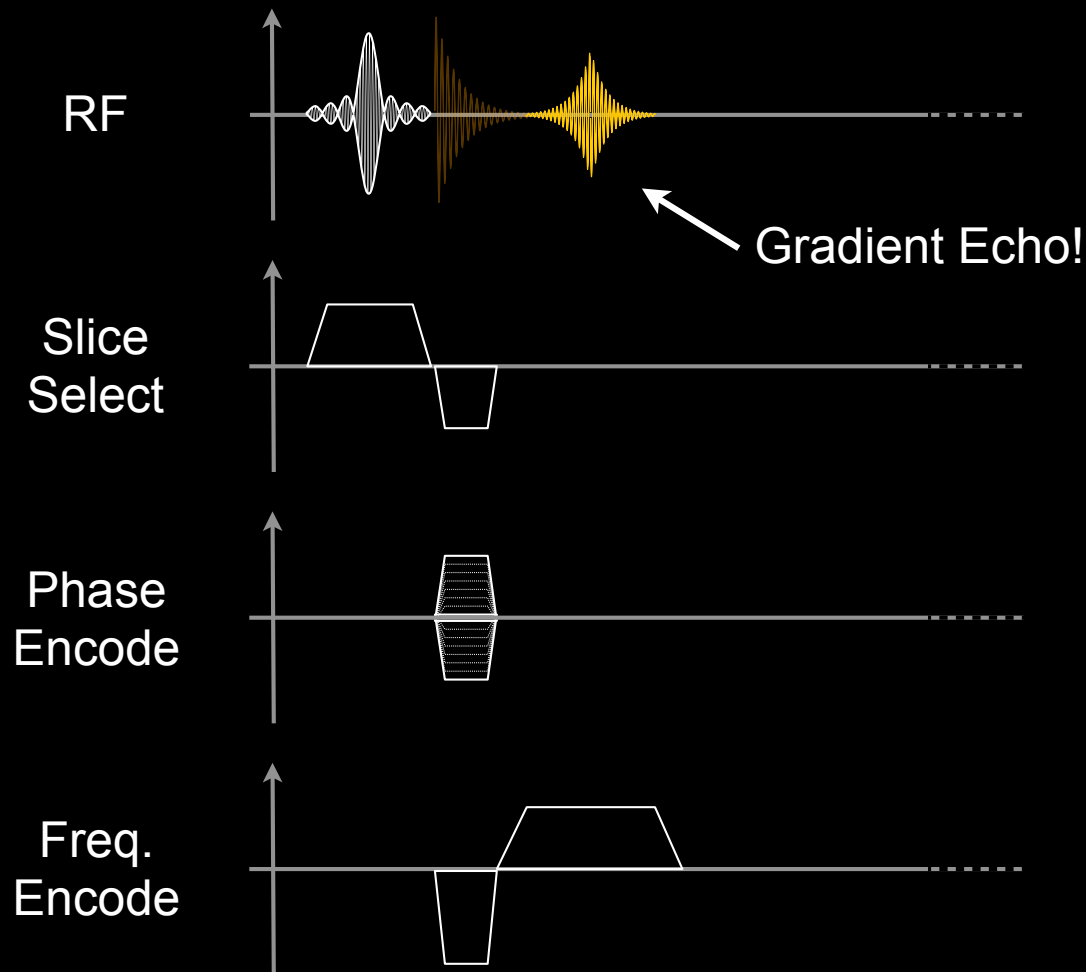 RF
Gradient Echo!
Slice
Select
Phase
Encode
Freq.
Encode